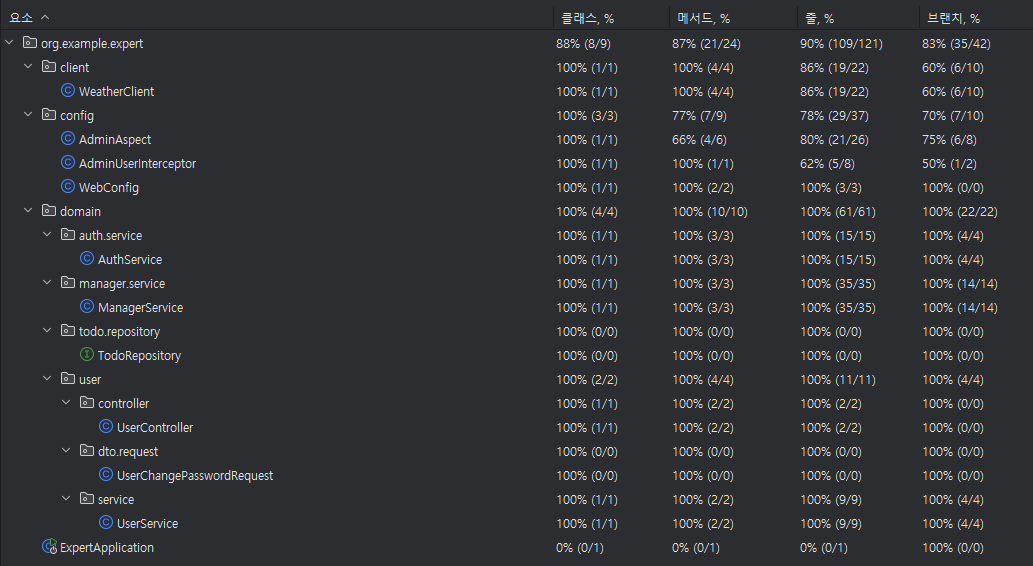 요소 클래스, % 메서드, % 줄, % 브랜치, %
org.example.expert 88% (8/9) 87% (21/24) 90% (109/121) 83% (35/42)
client 100% (1/1) 100% (4/4) 86% (19/22) 60% (6/10)
WeatherClient 100% (1/1) 100% (4/4) 86% (19/22) 60% (6/10)
config 100% (3/3) 77% (7/9) 78% (29/37) 70% (7/10)
AdminAspect 100% (1/1) 66% (4/6) 80% (21/26) 75% (6/8)
AdminUserInterceptor 100% (1/1) 100% (1/1) 62% (5/8) 50% (1/2)
WebConfig 100% (1/1) 100% (2/2) 100% (3/3) 100% (0/0)
domain 100% (4/4) 100% (10/10) 100% (61/61) 100% (22/22)
auth.service 100% (1/1) 100% (3/3) 100% (15/15) 100% (4/4)
AuthService 100% (1/1) 100% (3/3) 100% (15/15) 100% (4/4)
manager.service 100% (1/1) 100% (3/3) 100% (35/35) 100% (14/14)
ManagerService 100% (1/1) 100% (3/3) 100% (35/35) 100% (14/14)
todo.repository 100% (0/0) 100% (0/0) 100% (0/0) 100% (0/0)
TodoRepository 100% (0/0) 100% (0/0) 100% (0/0) 100% (0/0)
user 100% (2/2) 100% (4/4) 100% (11/11) 100% (4/4)
controller 100% (1/1) 100% (2/2) 100% (2/2) 100% (0/0)
UserController 100% (1/1) 100% (2/2) 100% (2/2) 100% (0/0)
dto.request 100% (0/0) 100% (0/0) 100% (0/0) 100% (0/0)
UserChangePasswordRequest 100% (0/0) 100% (0/0) 100% (0/0) 100% (0/0)
service 100% (1/1) 100% (2/2) 100% (9/9) 100% (4/4)
UserService 100% (1/1) 100% (2/2) 100% (9/9) 100% (4/4)
ExpertApplication 0% (0/1) 0% (0/1) 0% (0/1) 100% (0/0)